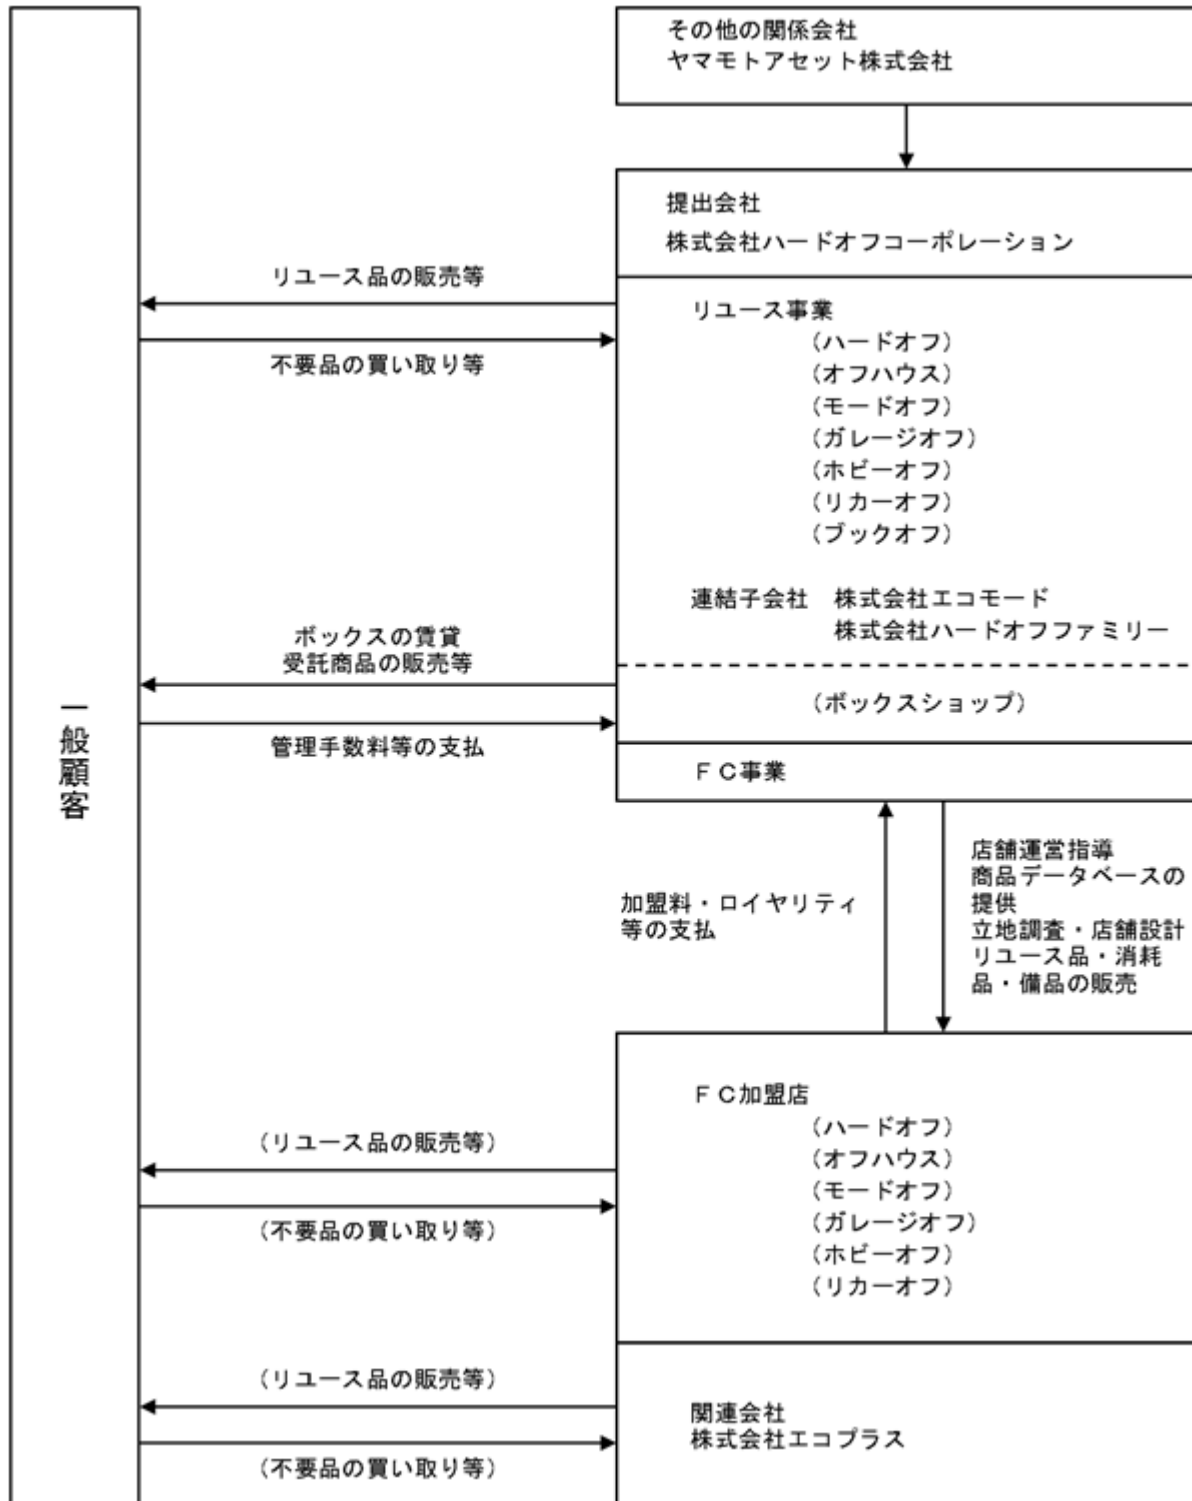 その他の関係会社
ヤマモトアセット株式会社
提出会社
株式会社ハードオフコーポレーション
リユース品の販売等
不要品の買い取り等
リユース事業
(ハードオフ)
(オフハウス)
(モードオフ)
(ガレージオフ)
(ホビーオフ)
(リカーオフ)
(ブックオフ)
連結子会社 株式会社エコモード
株式会社ハードオフファミリー
ボックスの賃貸
受託商品の販売等
管理手数料等の支払
(ボックスショップ)
FC事業
一般顧客
加盟料・ロイヤリティ
等の支払
店舗運営指導
商品データベースの
提供
立地調査・店舗設計
リユース品・消耗
品・備品の販売
FC加盟店
(ハードオフ)
(オフハウス)
(モードオフ)
(ガレージオフ)
(ホビーオフ)
(リカーオフ)
(リユース品の販売等)
(不要品の買い取り等)
(リユース品の販売等)
(不要品の買い取り等)
関連会社
株式会社エコプラス